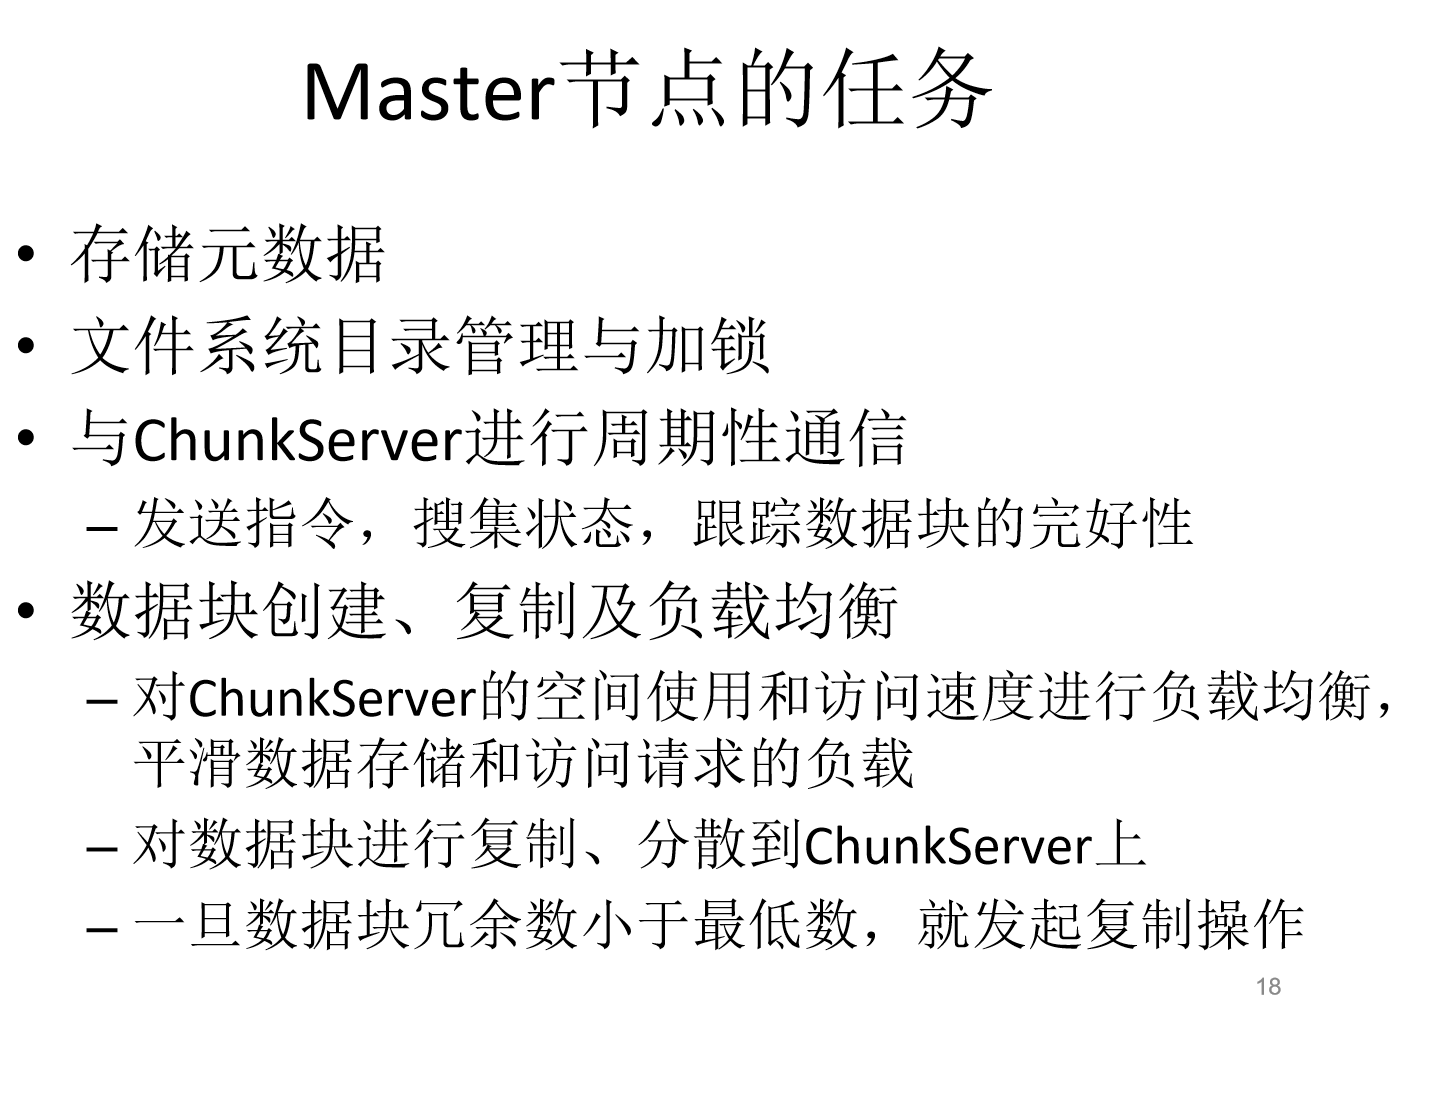 Master节点的任务
• 存储元数据
• 文件系统目录管理与加锁
• 与ChunkServer进行周期性通信
– 发送指令，搜集状态，跟踪数据块的完好性
• 数据块创建、复制及负载均衡
– 对ChunkServer的空间使用和访问速度进行负载均衡，
平滑数据存储和访问请求的负载
– 对数据块进行复制、分散到ChunkServer上
– 一旦数据块冗余数小于最低数，就发起复制操作
18